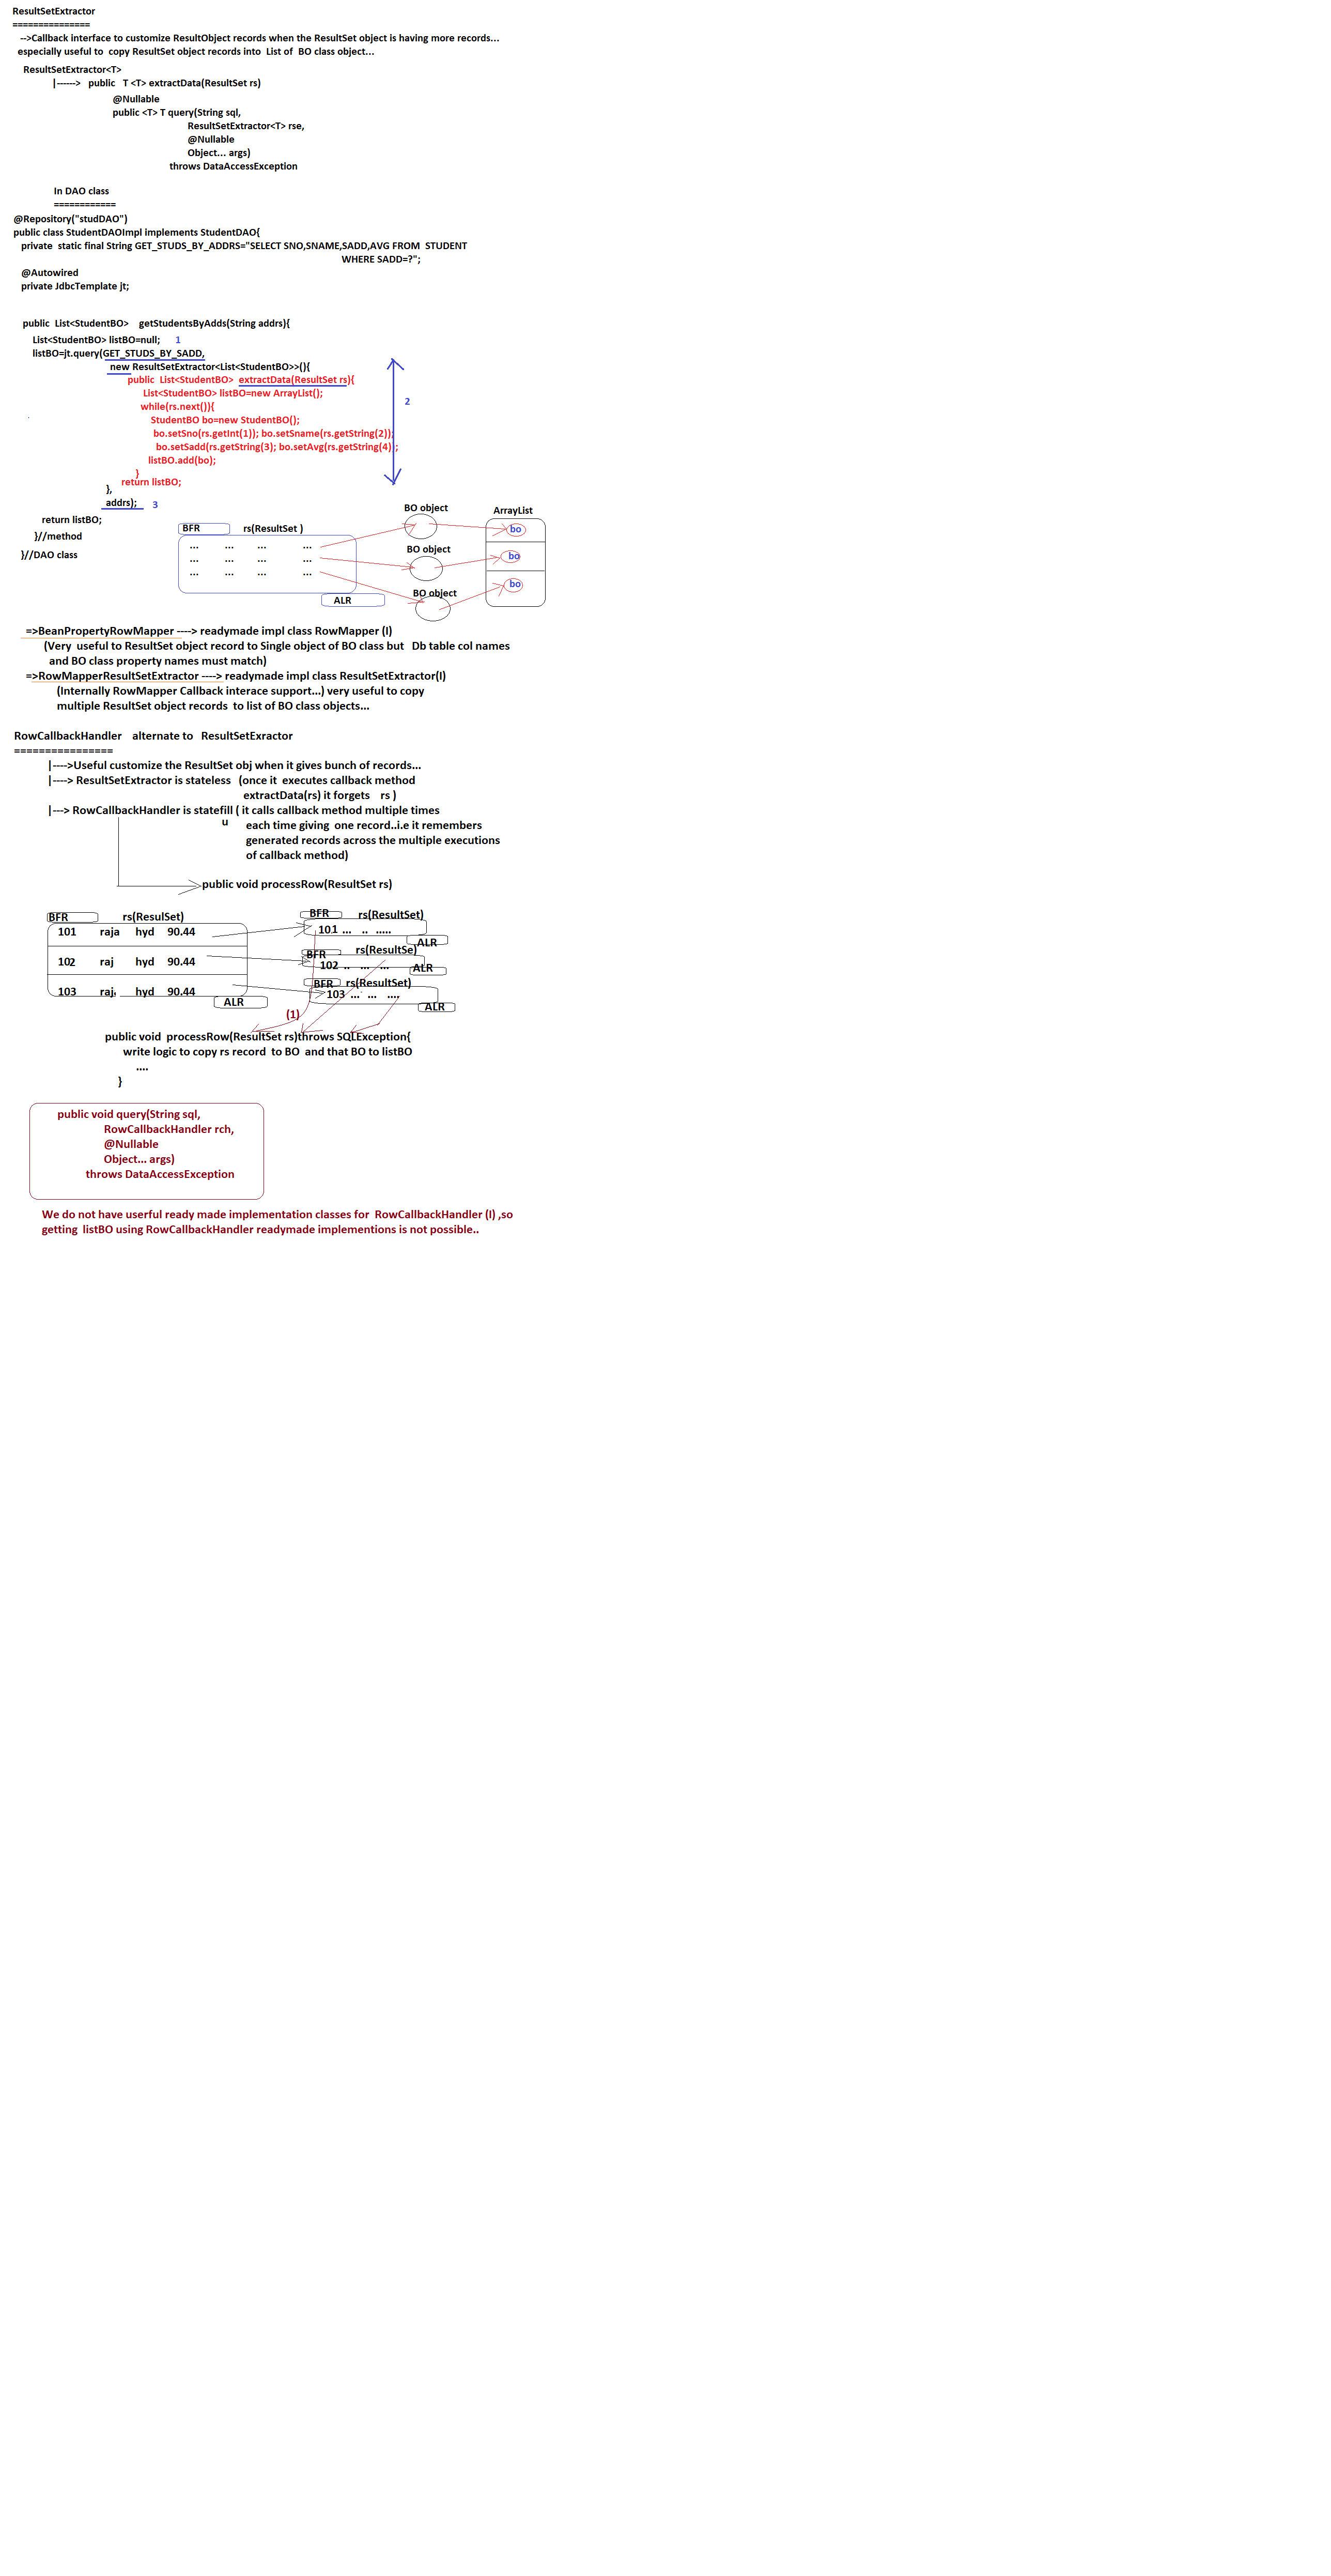 ResultSetExtractor
===============
-->Callback interface to customize ResultObject records when the ResultSet object is having more records...
especially useful to copy ResultSet object records into List of BO class object...
ResultSetExtractor<T>
|------> public T <T> extractData(ResultSet rs)
@Nullable
public <T> T query(String sql,
ResultSetExtractor<T> rse,
@Nullable
Object... args)
throws DataAccessException
In DAO class
============
@Repository("studDAO")
public class StudentDAOImpl implements StudentDAO{
private static final String GET_STUDS_BY_ADDRS="SELECT SNO,SNAME,SADD,AVG FROM STUDENT
WHERE SADD=?";
@Autowired
private JdbcTemplate jt;
public List<StudentBO> getStudentsByAdds(String addrs){
List<StudentBO> listBO=null; 1
listBO=jt.query(GET_STUDS_BY_SADD,
new ResultSetExtractor<List<StudentBO>>(){
public List<StudentBO> extractData(ResultSet rs){
List<StudentBO> listBO=new ArrayList();
while(rs.next()){
2
StudentBO bo=new StudentBO();
bo.setSno(rs.getInt(1)); bo.setSname(rs.getString(2));
bo.setSadd(rs.getString(3); bo.setAvg(rs.getString(4));
listBO.add(bo);
}
return listBO;
},
addrs); 3
return listBO;
}//method
}//DAO class
BFR rs(ResultSet )
... ... ... ...
... ... ... ...
... ... ... ...
ALR
BO object
BO object
BO object
ArrayList
bo
bo
bo
=>BeanPropertyRowMapper ----> readymade impl class RowMapper (I)
(Very useful to ResultSet object record to Single object of BO class but Db table col names
and BO class property names must match)
=>RowMapperResultSetExtractor ----> readymade impl class ResultSetExtractor(I)
(Internally RowMapper Callback interace support...) very useful to copy
multiple ResultSet object records to list of BO class objects...
RowCallbackHandler alternate to ResultSetExractor
================
|---->Useful customize the ResultSet obj when it gives bunch of records...
|----> ResultSetExtractor is stateless (once it executes callback method
extractData(rs) it forgets rs )
|---> RowCallbackHandler is statefill ( it calls callback method multiple times
u
each time giving one record..i.e it remembers
generated records across the multiple executions
of callback method)
public void processRow(ResultSet rs)
BFR rs(ResulSet)
101 raja hyd 90.44
102 raj hyd 90.44
103 raj, hyd 90.44
ALR
BFR rs(ResultSet)
101 ... .. .....
ALR
BFR rs(ResultSe)
102 .. ... ...
ALR
BFR rs(ResultSet)
103 ... ... ....
ALR
(1)
public void processRow(ResultSet rs)throws SQLException{
write logic to copy rs record to BO and that BO to listBO
....
}
public void query(String sql,
RowCallbackHandler rch,
@Nullable
Object... args)
throws DataAccessException
We do not have userful ready made implementation classes for RowCallbackHandler (I) ,so
getting listBO using RowCallbackHandler readymade implementions is not possible..